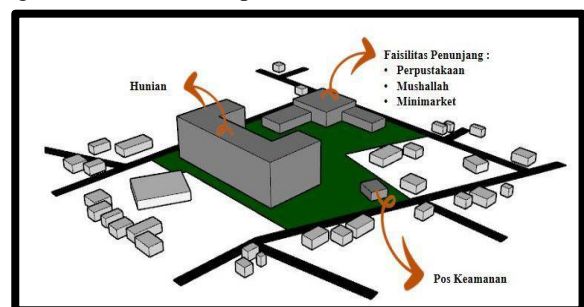 Faisilitas Penunjang :
• Perpustakaan
• Mushallah
• Minimarket
Hunian
Pos Keamanan